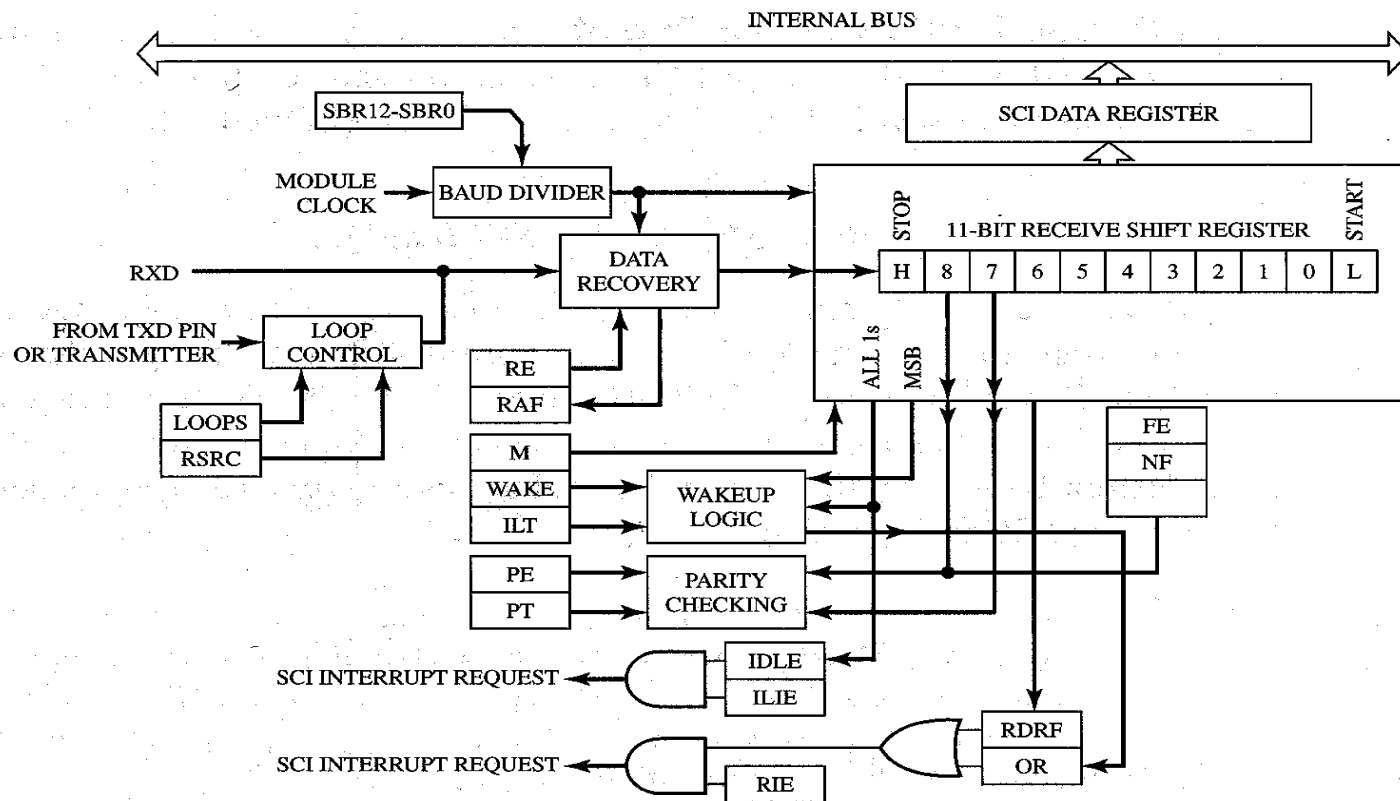 INTERNAL BUS
SBR12-SBR0
SCI DATA REGISTER
MODULE
CLOCK
BAUD DIVIDER
STOP
11-BIT RECEIVE SHIFT REGISTER
START
RXD
DATA
RECOVERY
H 8 7 6 5 4 3 2 1 0 L
FROM TXD PIN
OR TRANSMITTER
LOOP
CONTROL
ALL 1s
MSB
RE
RAF
LOOPS
RSRC
FE
NF
M
WAKE
ILT
WAKEUP
LOGIC
PE
PT
PARITY
CHECKING
SCI INTERRUPT REQUEST
IDLE
ILIE
RDRF
OR
SCI INTERRUPT REQUEST
RIE